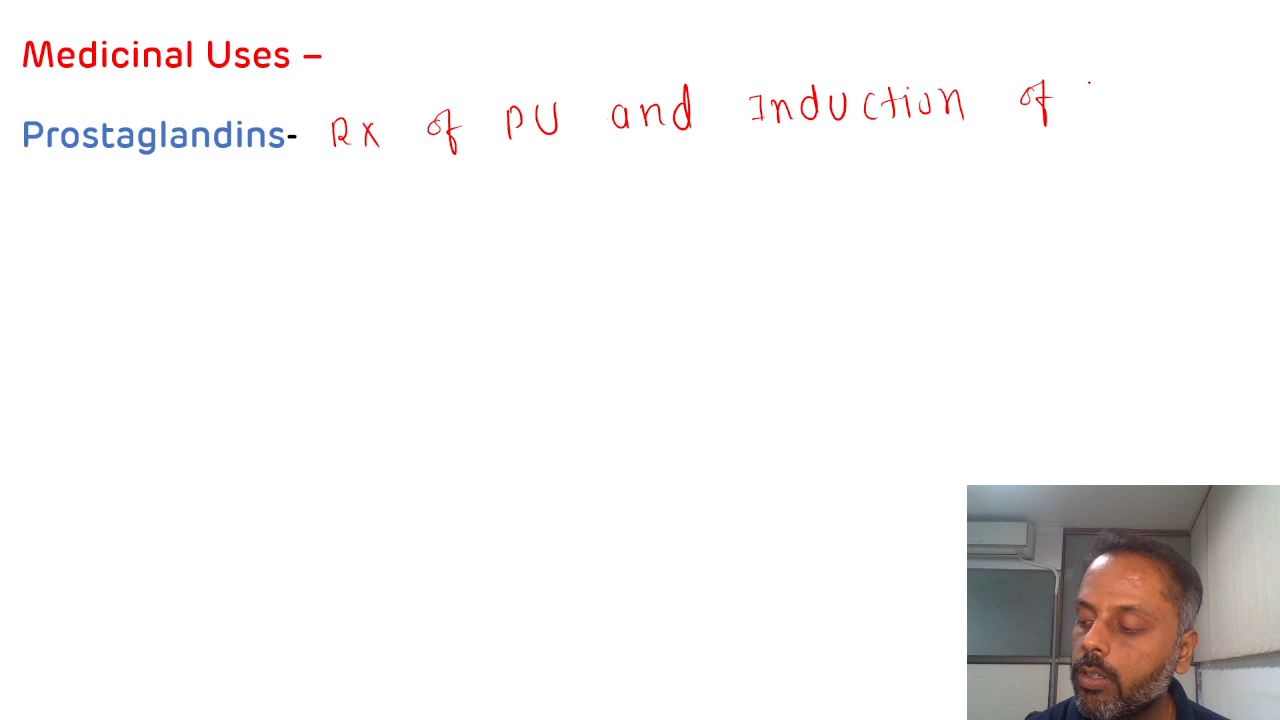 Medicinal Uses –
Prostaglandins- Rx of PU and Induction of